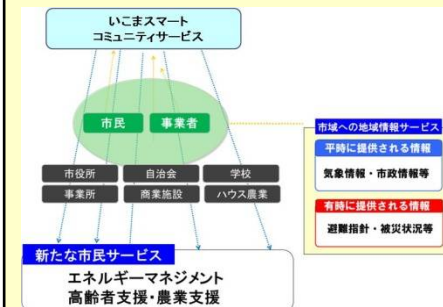 いこまスマート
コミュニティサービス
市民
事業者
市役所
自治会
学校
事業所
商業施設
ハウス農業
市域への地域情報サービス
平時に提供される情報
気象情報・市政情報等
有時に提供される情報
避難指針・被災状況等
新たな市民サービス
エネルギーマネジメント
高齢者支援・農業支援